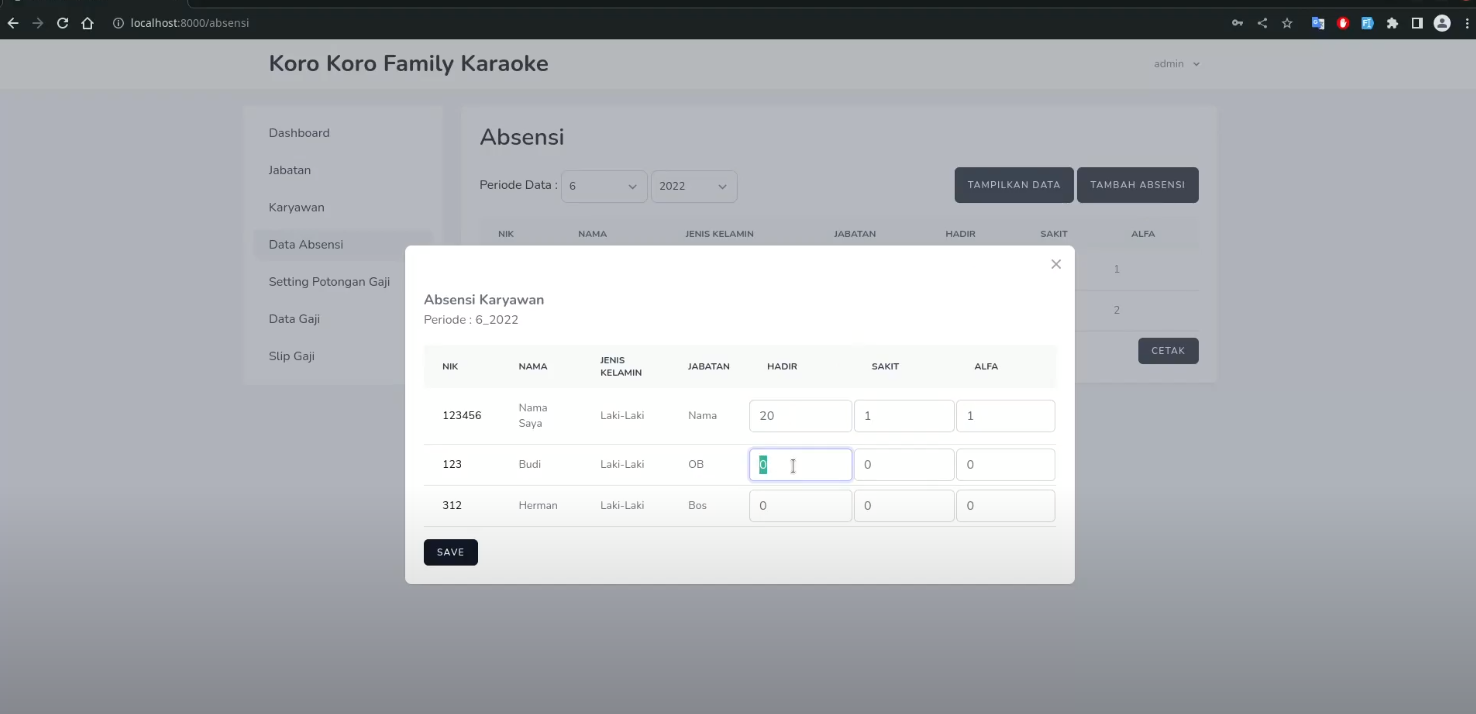 localhost:8000/absensi
Koro Koro Family Karaoke
admin
Dashboard
Jabatan
Karyawan
Data Absensi
Setting Potongan Gaji
Data Gaji
Slip Gaji
Absensi
Periode Data : 6 2022
TAMPILKAN DATA TAMBAH ABSENSI
NIK NAMA JENIS KELAMIN JABATAN HADIR SAKIT ALFA
1
2
CETAK
Absensi Karyawan
Periode : 6_2022
NIK NAMA JENIS KELAMIN JABATAN HADIR SAKIT ALFA
123456 Nama Saya Laki-Laki Nama 20 1 1
123 Budi Laki-Laki OB 0 0 0
312 Herman Laki-Laki Bos 0 0 0
SAVE